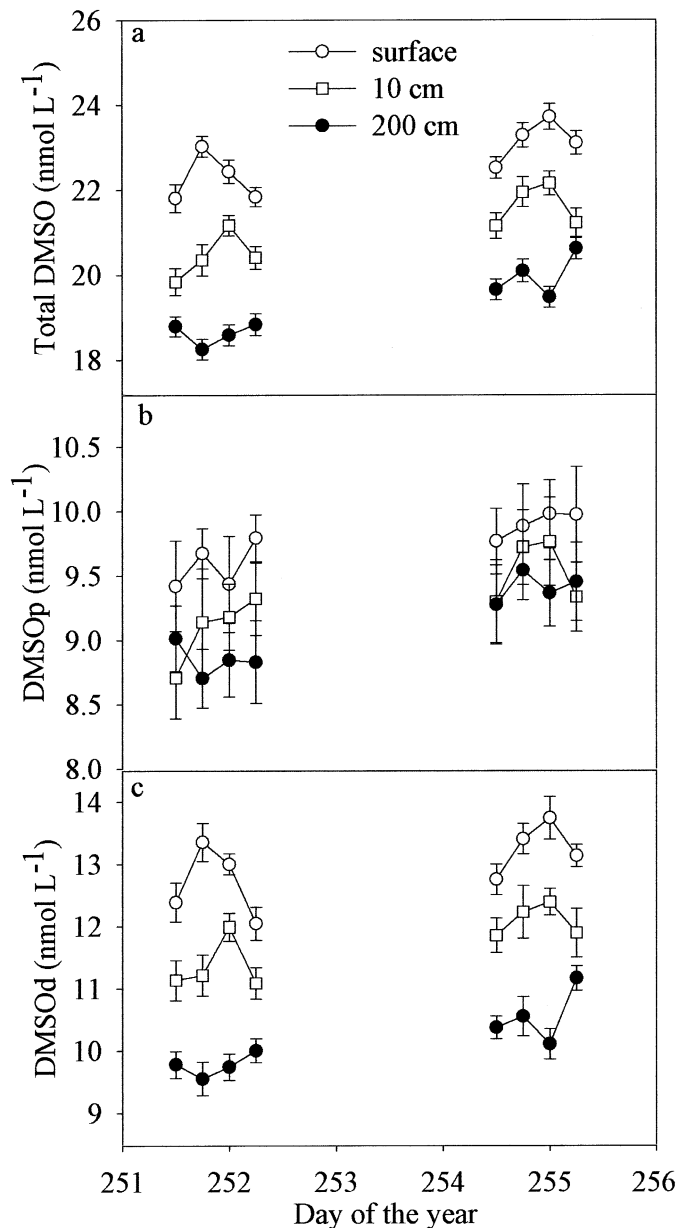 26
a
surface
10 cm
200 cm
24
22
20
18
Total DMSO (nmol L-1)
b
10.5
10.0
9.5
9.0
8.5
8.0
DMSOp (nmol L-1)
c
14
13
12
11
10
9
DMSOd (nmol L-1)
251 252 253 254 255 256
Day of the year